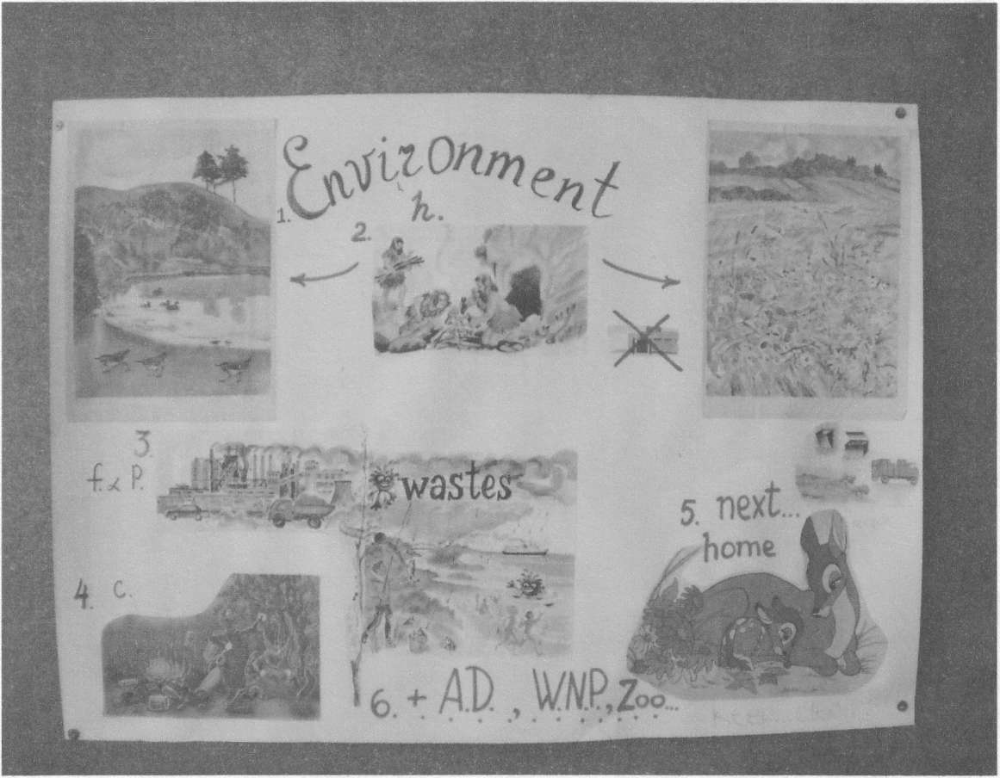 1. Environment
h.
2.
3.
f. & P.
wastes
5. next...
home
4. C.
6. + A.D., W.N.P., Zoo...